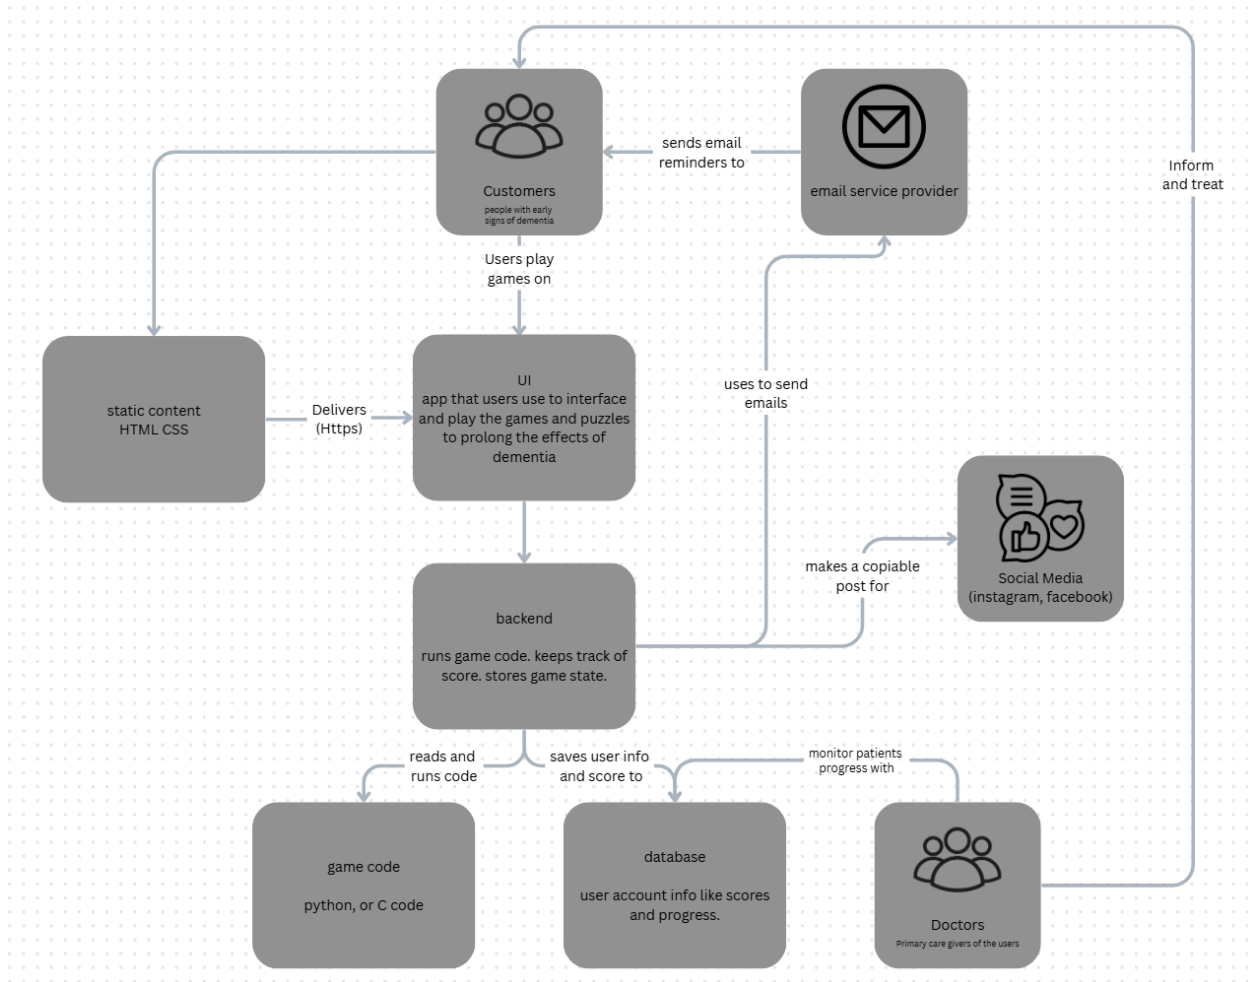 sends email
reminders to
Customers
people with early
signs of dementia
email service provider
Inform
and treat
Users play
games on
static content
HTML CSS
Delivers
(Https)
UI
app that users use to interface
and play the games and puzzles
to prolong the effects of
dementia
uses to send
emails
makes a copiable
post for
Social Media
(instagram, facebook)
backend
runs game code. keeps track of
score. stores game state.
reads and
runs code
saves user info
and score to
monitor patients
progress with
game code
python, or C code
database
user account info like scores
and progress.
Doctors
Primary care givers of the users